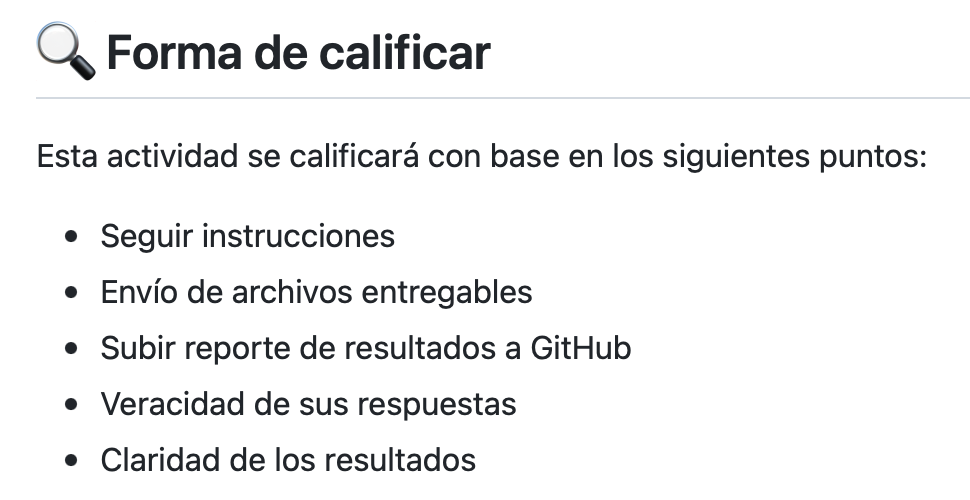 🔍 Forma de calificar
Esta actividad se calificará con base en los siguientes puntos:
• Seguir instrucciones
• Envío de archivos entregables
• Subir reporte de resultados a GitHub
• Veracidad de sus respuestas
• Claridad de los resultados